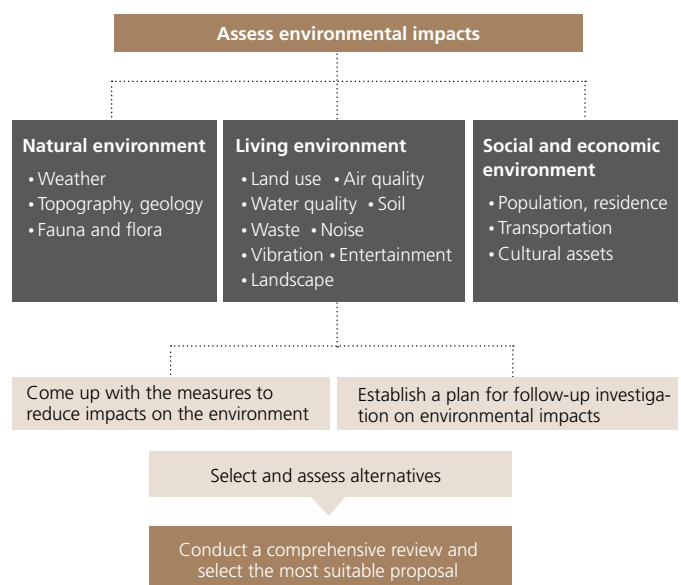 Assess environmental impacts
Natural environment
• Weather
• Topography, geology
• Fauna and flora
Living environment
• Land use • Air quality
• Water quality • Soil
• Waste • Noise
• Vibration • Entertainment
• Landscape
Social and economic
environment
• Population, residence
• Transportation
• Cultural assets
Come up with the measures to
reduce impacts on the environment
Establish a plan for follow-up investiga-
tion on environmental impacts
Select and assess alternatives
Conduct a comprehensive review and
select the most suitable proposal